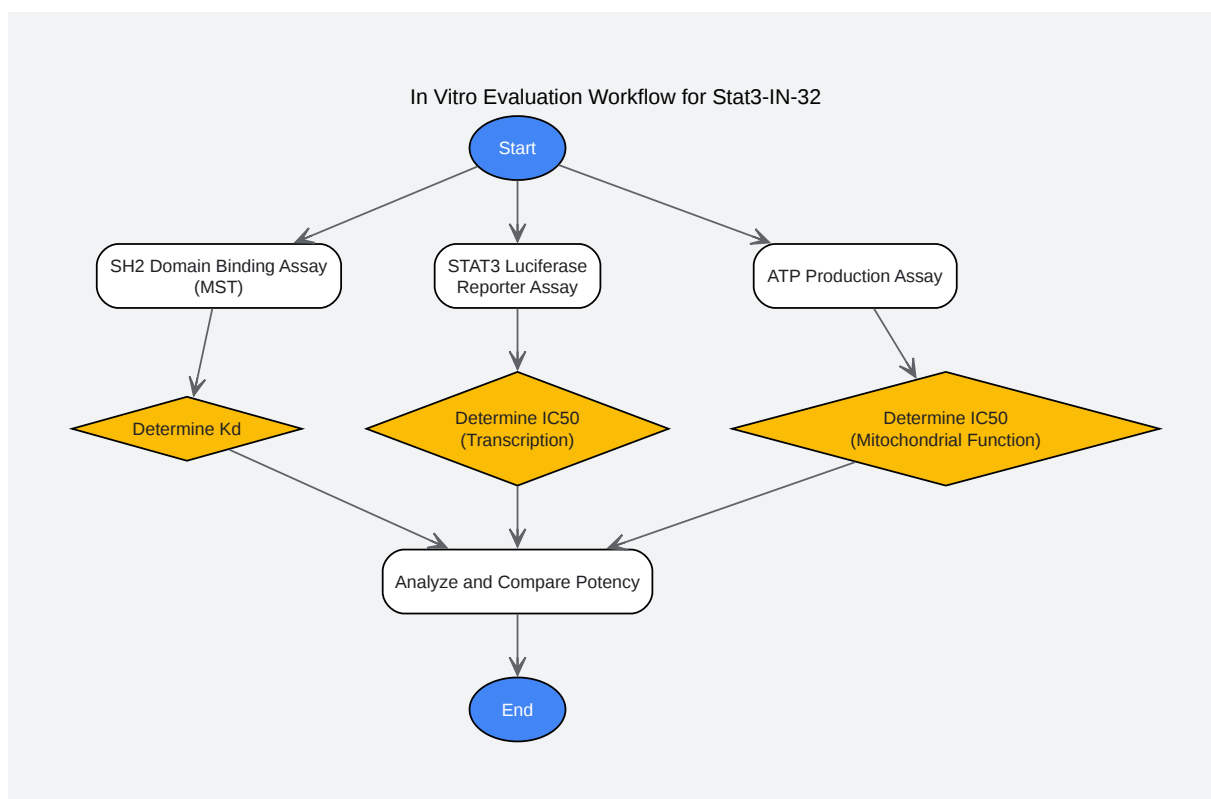 In Vitro Evaluation Workflow for Stat3-IN-32
Start
SH2 Domain Binding Assay
(MST)
STAT3 Luciferase
Reporter Assay
ATP Production Assay
Determine Kd
Determine IC50
(Transcription)
Determine IC50
(Mitochondrial Function)
Analyze and Compare Potency
End